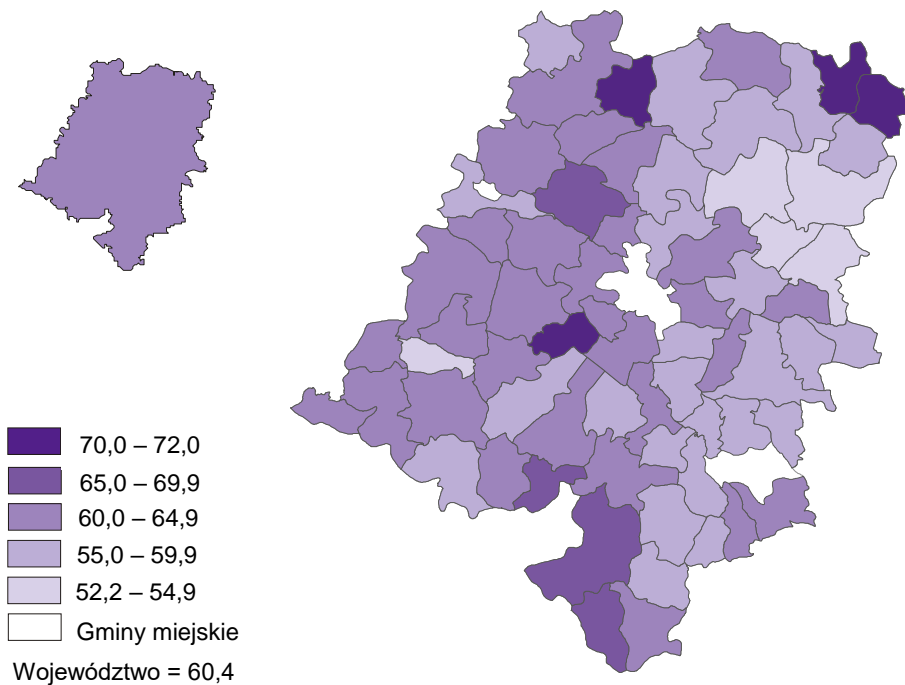 70,0 – 72,0
65,0 – 69,9
60,0 – 64,9
55,0 – 59,9
52,2 – 54,9
Gminy miejskie
Województwo = 60,4